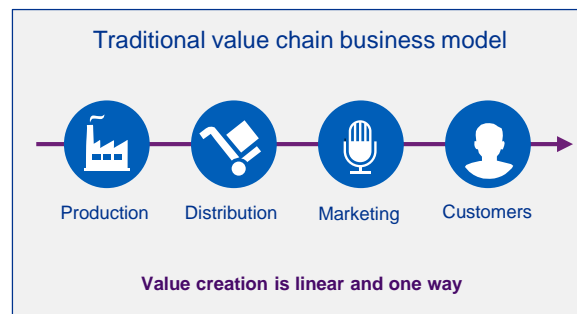 Traditional value chain business model
Production Distribution Marketing Customers
Value creation is linear and one way